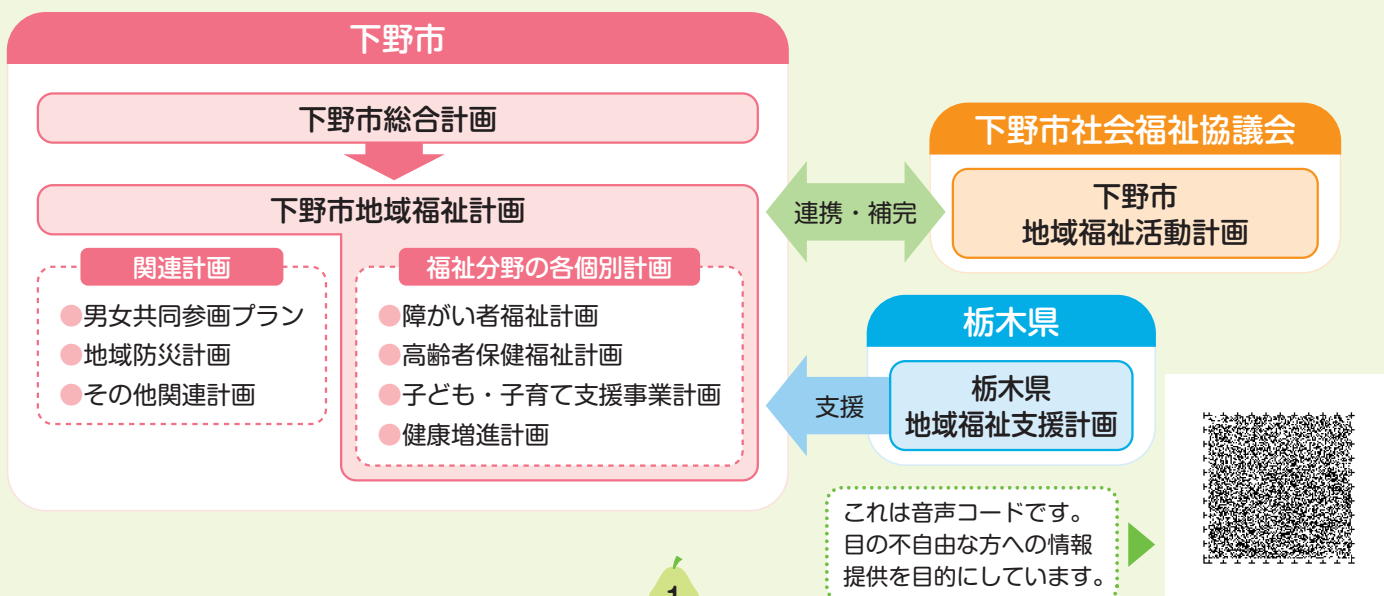 下野市
下野市総合計画
下野市地域福祉計画
関連計画
●男女共同参画プラン
●地域防災計画
●その他関連計画
福祉分野の各個別計画
●障がい者福祉計画
●高齢者保健福祉計画
●子ども・子育て支援事業計画
●健康増進計画
連携・補完
下野市社会福祉協議会
下野市
地域福祉活動計画
支援
栃木県
栃木県
地域福祉支援計画
これは音声コードです。
目の不自由な方への情報
提供を目的にしています。
1